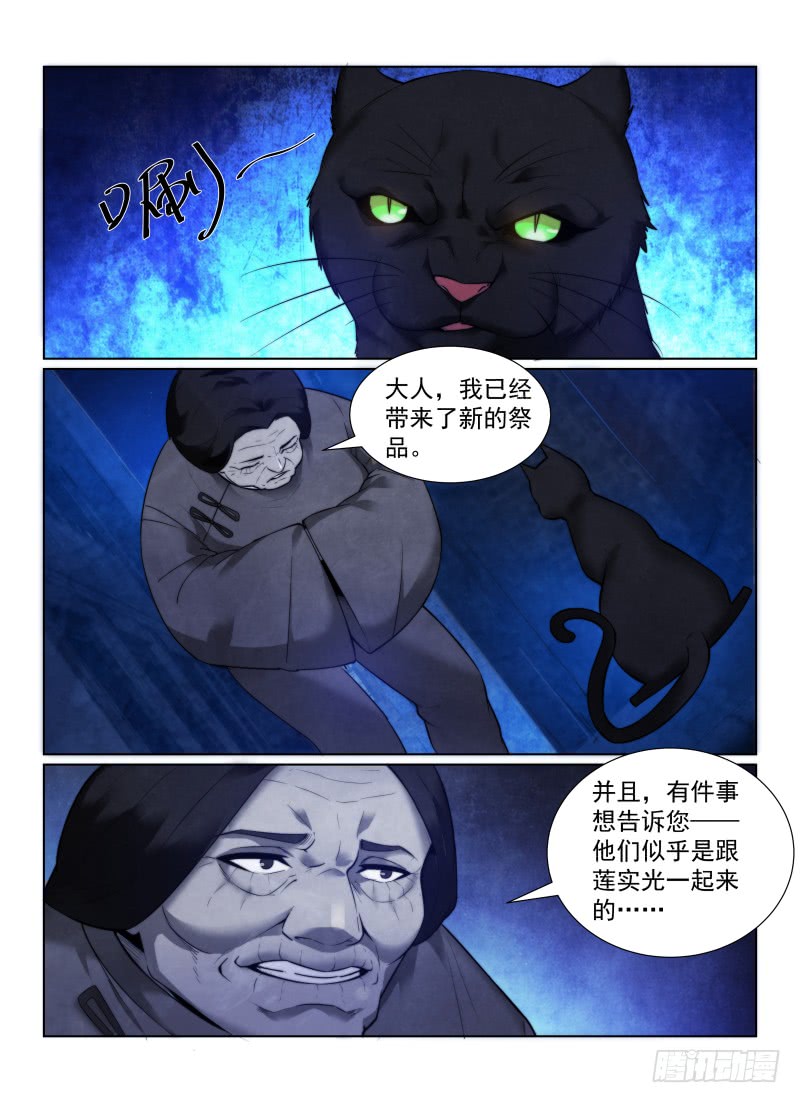 唰
大人，我已经
带来了新的祭
品。
并且，有件事
想告诉您——
他们似乎是跟
莲实光一起来
的……
腾讯动漫